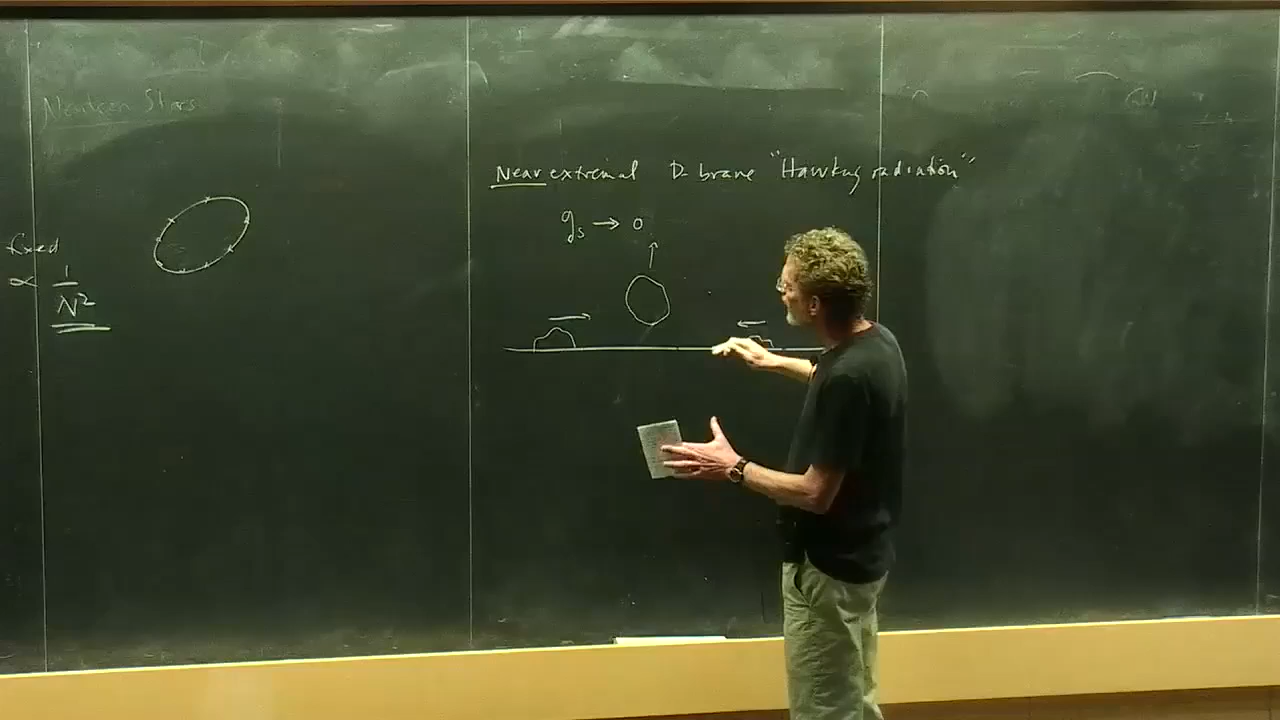 Neutron Stars
fixed
∝ 1/N²
Near extremal D-brane "Hawking radiation"
gₛ → 0